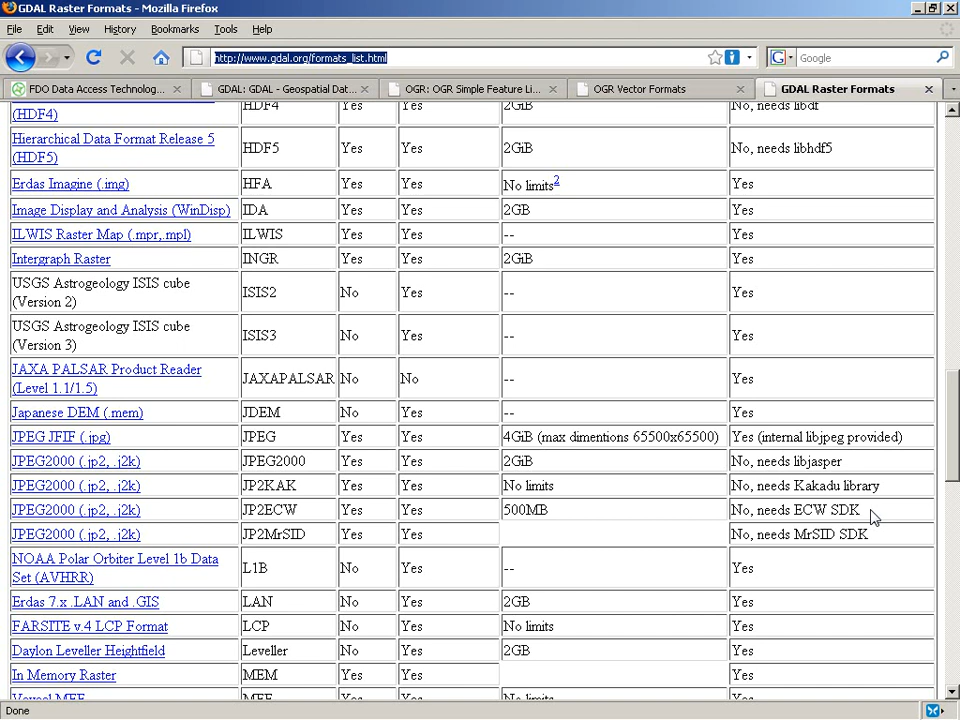 GDAL Raster Formats - Mozilla Firefox
File Edit View History Bookmarks Tools Help
http://www.gdal.org/formats_list.html
Google
FDO Data Access Technolog...
GDAL: GDAL - Geospatial Dat...
OGR: OGR Simple Feature Li...
OGR Vector Formats
GDAL Raster Formats
(HDF4) HDF4 Yes Yes 2GiB No, needs libdf
Hierarchical Data Format Release 5
(HDF5) HDF5 Yes Yes 2GiB No, needs libhdf5
Erdas Imagine (.img) HFA Yes Yes No limits2 Yes
Image Display and Analysis (WinDisp) IDA Yes Yes 2GB Yes
ILWIS Raster Map (.mpr,.mpl) ILWIS Yes Yes -- Yes
Intergraph Raster INGR Yes Yes 2GiB Yes
USGS Astrogeology ISIS cube
(Version 2) ISIS2 No Yes -- Yes
USGS Astrogeology ISIS cube
(Version 3) ISIS3 No Yes -- Yes
JAXA PALSAR Product Reader
(Level 1.1/1.5) JAXAPALSAR No No -- Yes
Japanese DEM (.mem) JDEM No Yes -- Yes
JPEG JFIF (.jpg) JPEG Yes Yes 4GiB (max dimentions 65500x65500) Yes (internal libjpeg provided)
JPEG2000 (.jp2, .j2k) JPEG2000 Yes Yes 2GiB No, needs libjasper
JPEG2000 (.jp2, .j2k) JP2KAK Yes Yes No limits No, needs Kakadu library
JPEG2000 (.jp2, .j2k) JP2ECW Yes Yes 500MB No, needs ECW SDK
JPEG2000 (.jp2, .j2k) JP2MrSID Yes Yes No, needs MrSID SDK
NOAA Polar Orbiter Level 1b Data
Set (AVHRR) L1B No Yes -- Yes
Erdas 7.x .LAN and .GIS LAN No Yes 2GB Yes
FARSITE v.4 LCP Format LCP No Yes No limits Yes
Daylon Leveller Heightfield Leveller No Yes 2GB Yes
In Memory Raster MEM Yes Yes Yes
Vexcel MFF MFF Yes Yes No limits Yes
Done